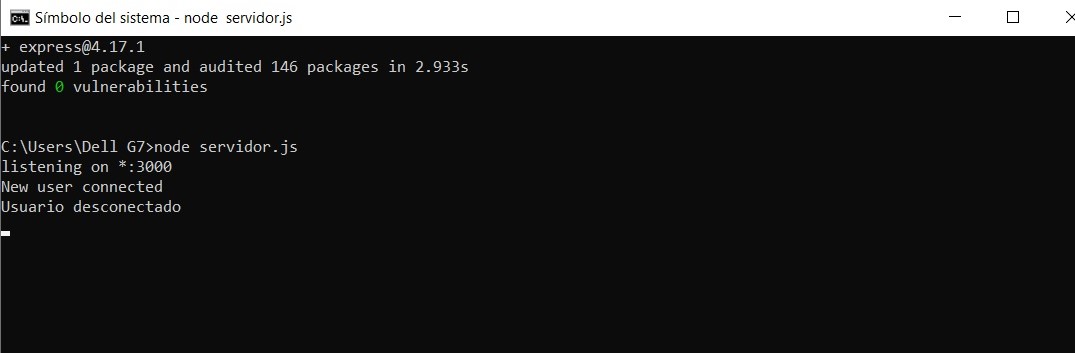 Símbolo del sistema - node  servidor.js
+ express@4.17.1
updated 1 package and audited 146 packages in 2.933s
found 0 vulnerabilities
C:\Users\Dell G7>node servidor.js
listening on *:3000
New user connected
Usuario desconectado